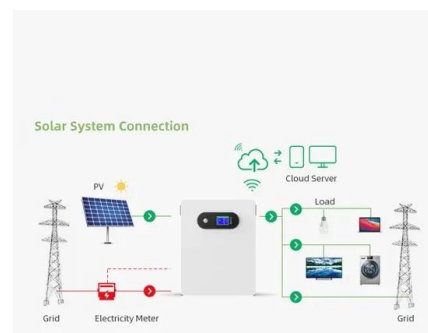 Solar System Connection
Cloud Server
PV
Load
Grid
Electricity Meter
Grid